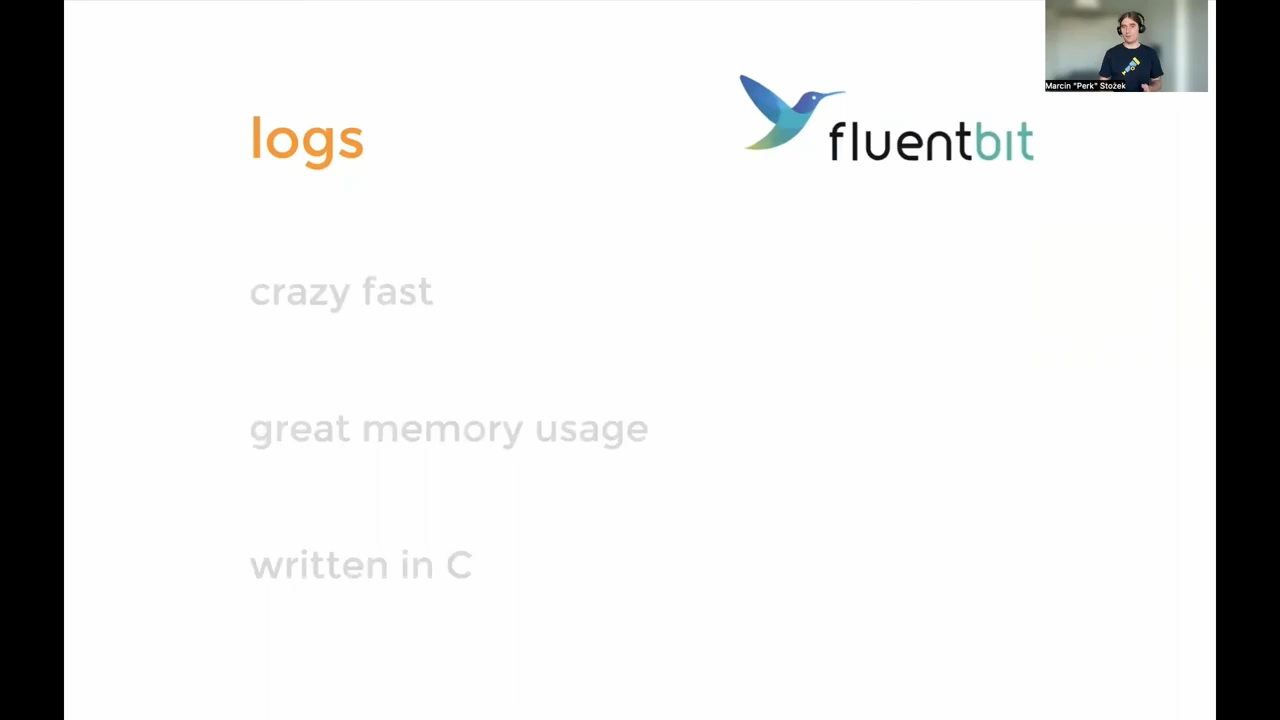 logs
fluentbit
Marcin "Perk" Stożek
crazy fast
great memory usage
written in C